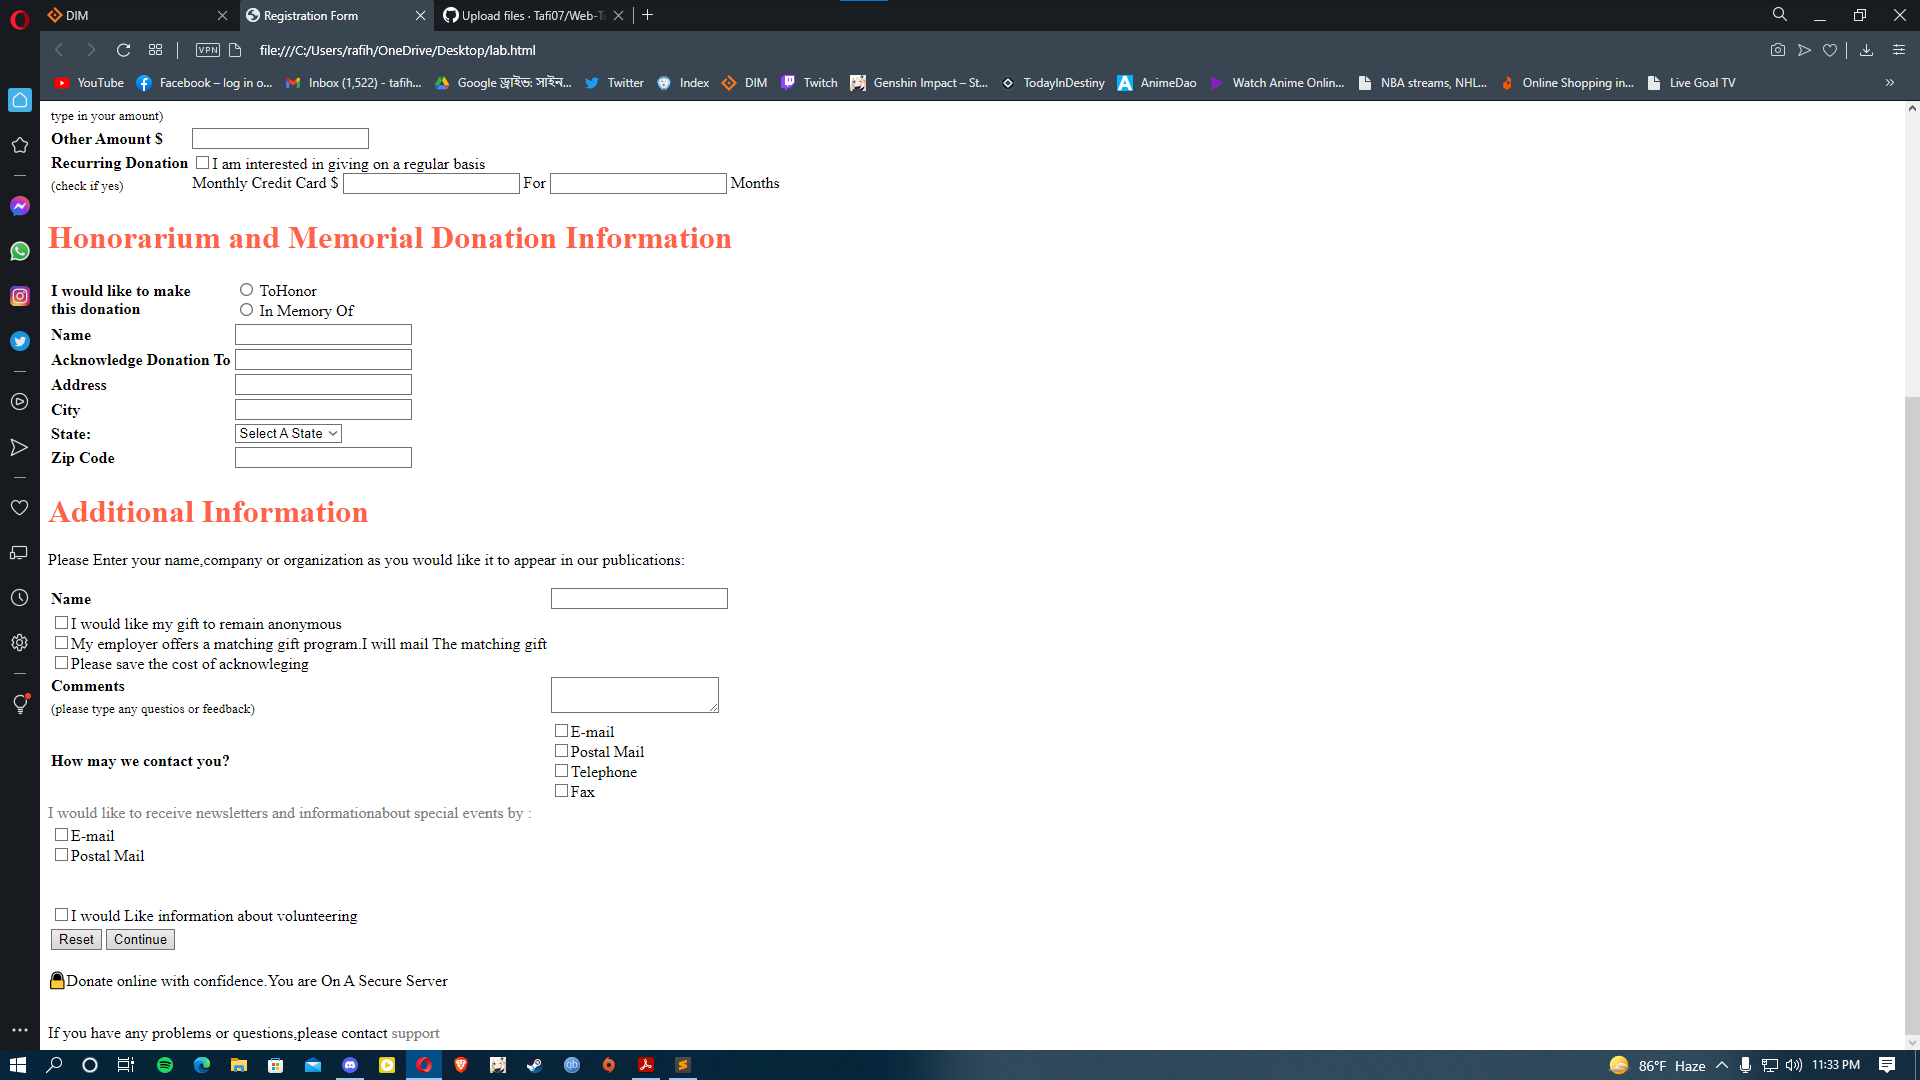 DIM
Registration Form
Upload files · Tafi07/Web-T
VPN
file:///C:/Users/rafih/OneDrive/Desktop/lab.html
YouTube
Facebook – log in o...
Inbox (1,522) - tafih...
Google ড্রাইভ: সাইন...
Twitter
Index
DIM
Twitch
Genshin Impact – St...
TodayInDestiny
AnimeDao
Watch Anime Onlin...
NBA streams, NHL...
Online Shopping in...
Live Goal TV
type in your amount)
Other Amount $
Recurring Donation
(check if yes)
I am interested in giving on a regular basis
Monthly Credit Card $ For Months
Honorarium and Memorial Donation Information
I would like to make
this donation
ToHonor
In Memory Of
Name
Acknowledge Donation To
Address
City
State: Select A State
Zip Code
Additional Information
Please Enter your name,company or organization as you would like it to appear in our publications:
Name
I would like my gift to remain anonymous
My employer offers a matching gift program.I will mail The matching gift
Please save the cost of acknowleging
Comments
(please type any questios or feedback)
How may we contact you?
E-mail
Postal Mail
Telephone
Fax
I would like to receive newsletters and informationabout special events by :
E-mail
Postal Mail
I would Like information about volunteering
Reset Continue
Donate online with confidence.You are On A Secure Server
If you have any problems or questions,please contact support
86°F Haze
11:33 PM